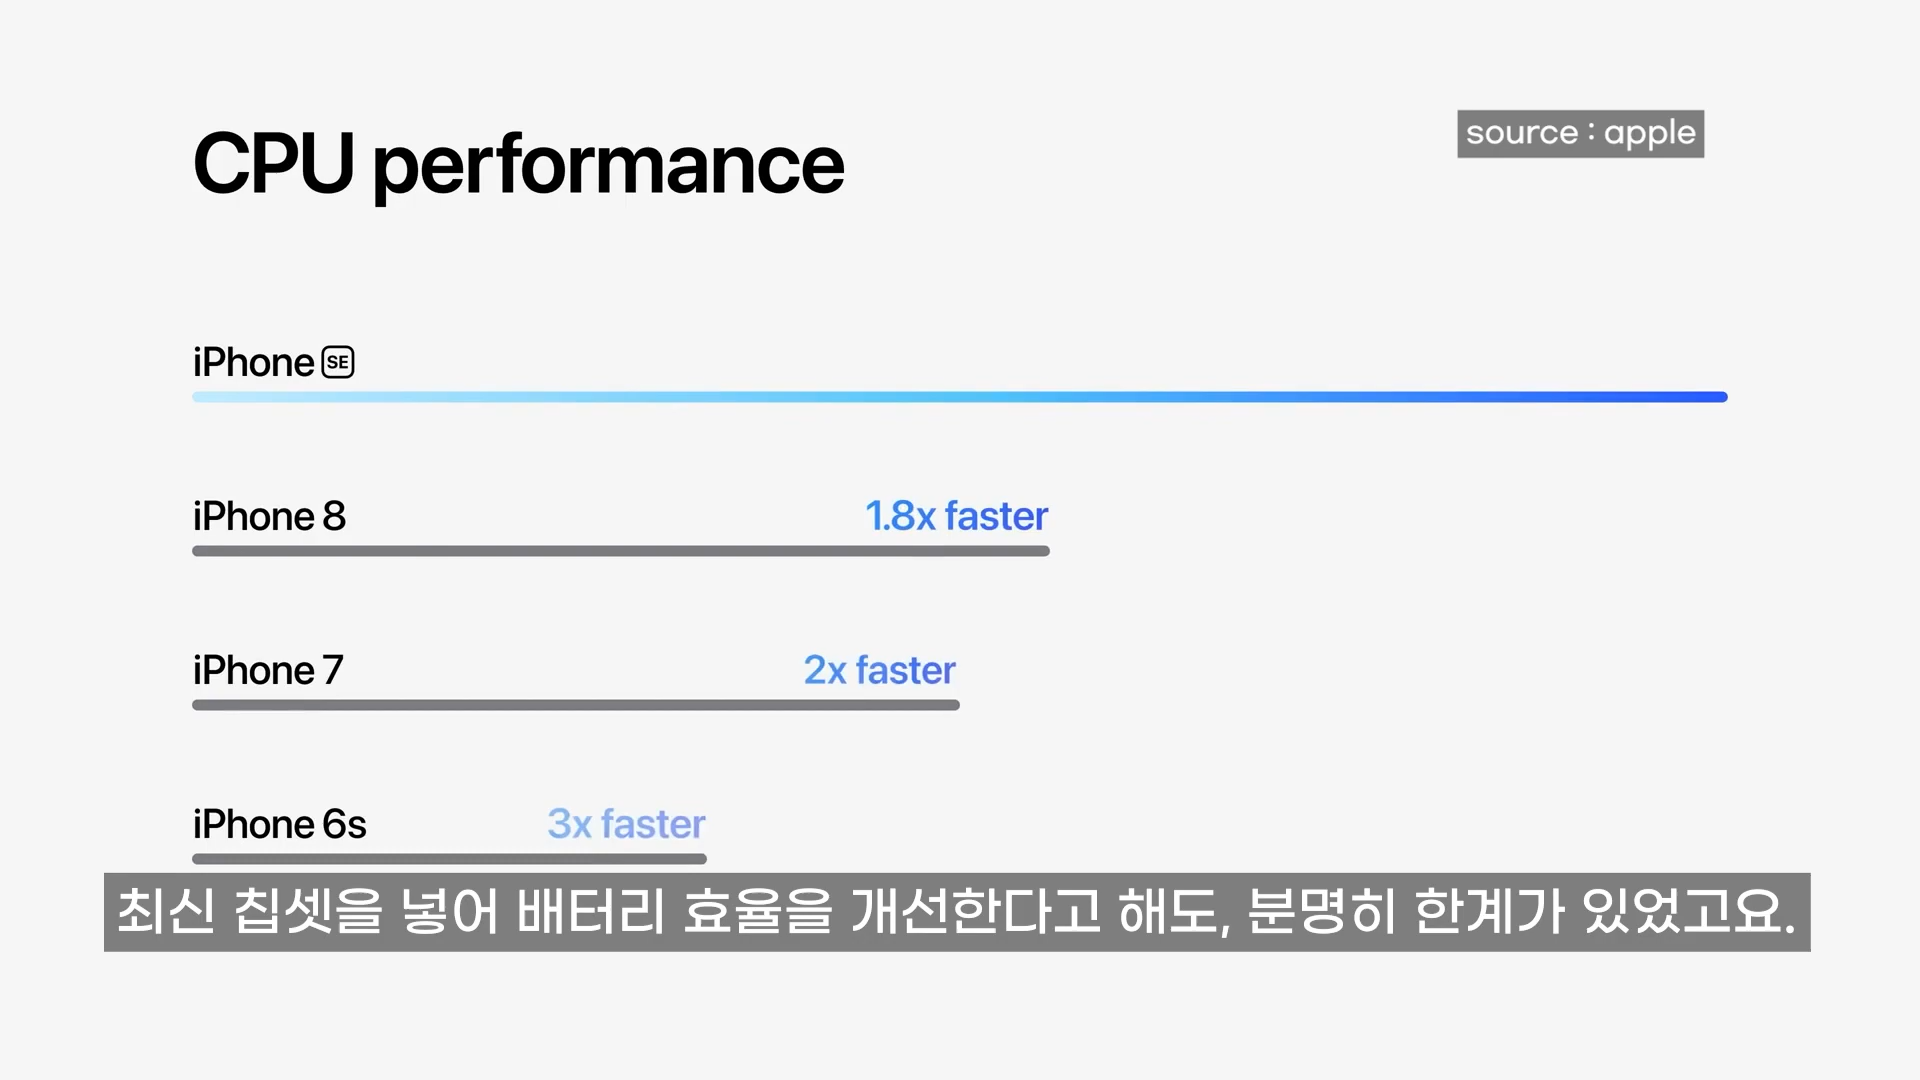 CPU performance
source : apple
iPhone SE
iPhone 8
1.8x faster
iPhone 7
2x faster
iPhone 6s
3x faster
최신 칩셋을 넣어 배터리 효율을 개선한다고 해도, 분명히 한계가 있었고요.